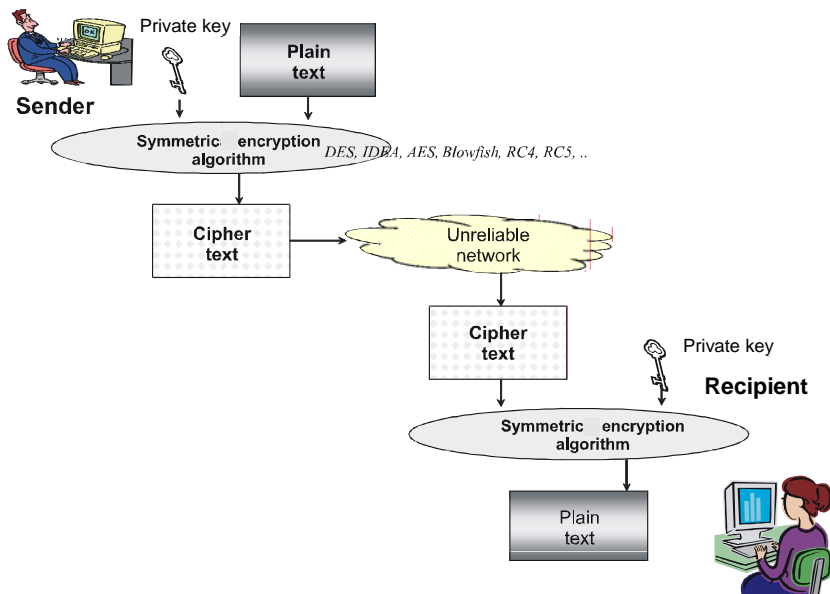 Private key
Plain
text
Sender
Symmetric encryption
algorithm
DES, IDEA, AES, Blowfish, RC4, RC5, ..
Cipher
text
Unreliable
network
Cipher
text
Private key
Recipient
Symmetric encryption
algorithm
Plain
text